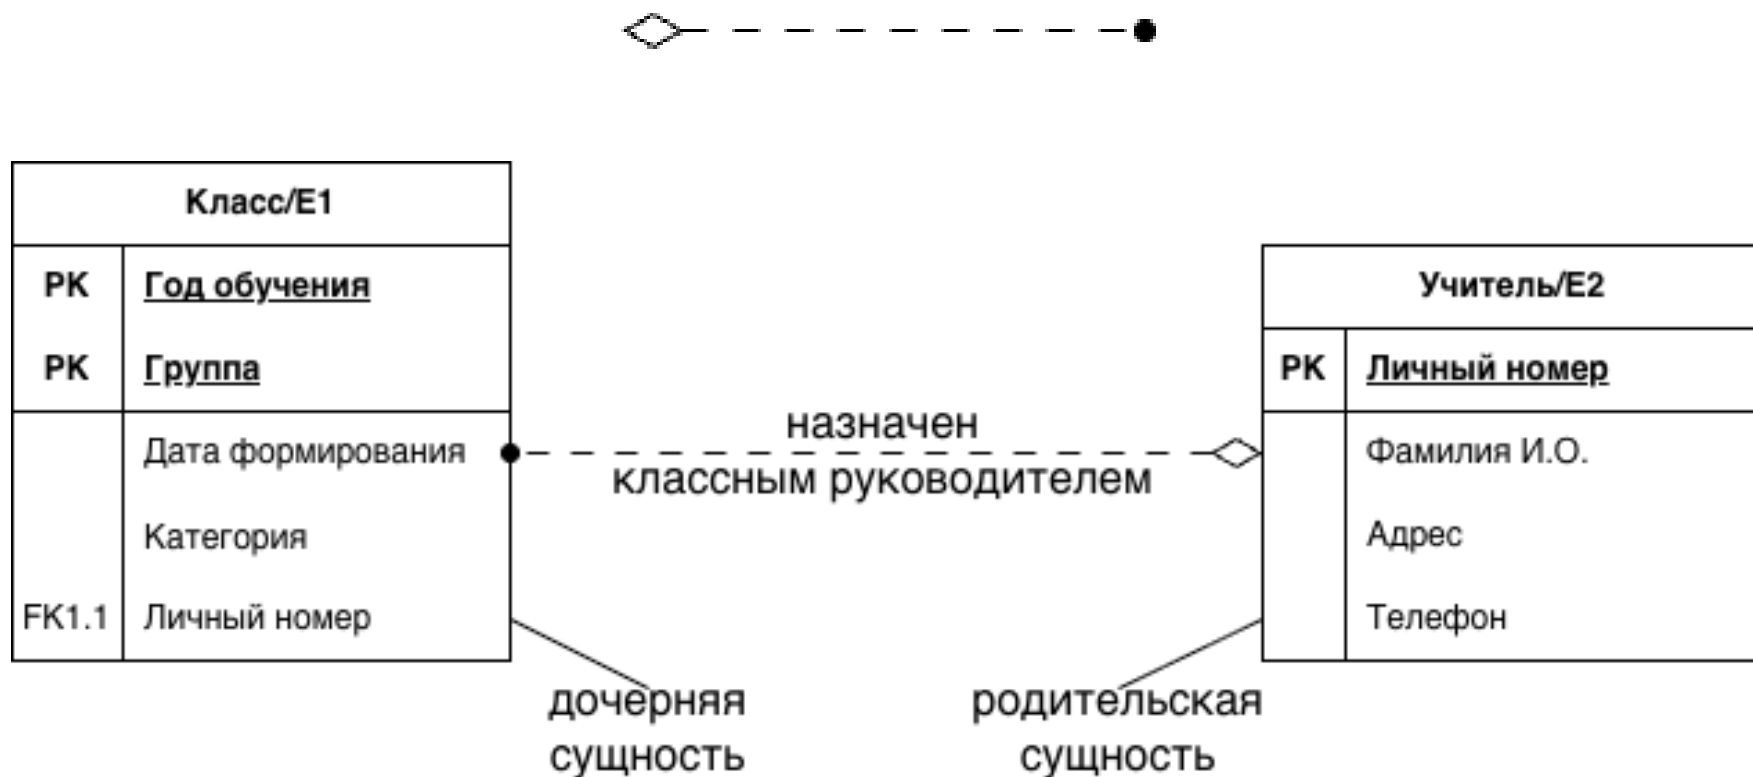 Класс/E1
PK Год обучения
PK Группа
Дата формирования
Категория
FK1.1 Личный номер
назначен
классным руководителем
Учитель/E2
PK Личный номер
Фамилия И.О.
Адрес
Телефон
дочерняя
сущность
родительская
сущность